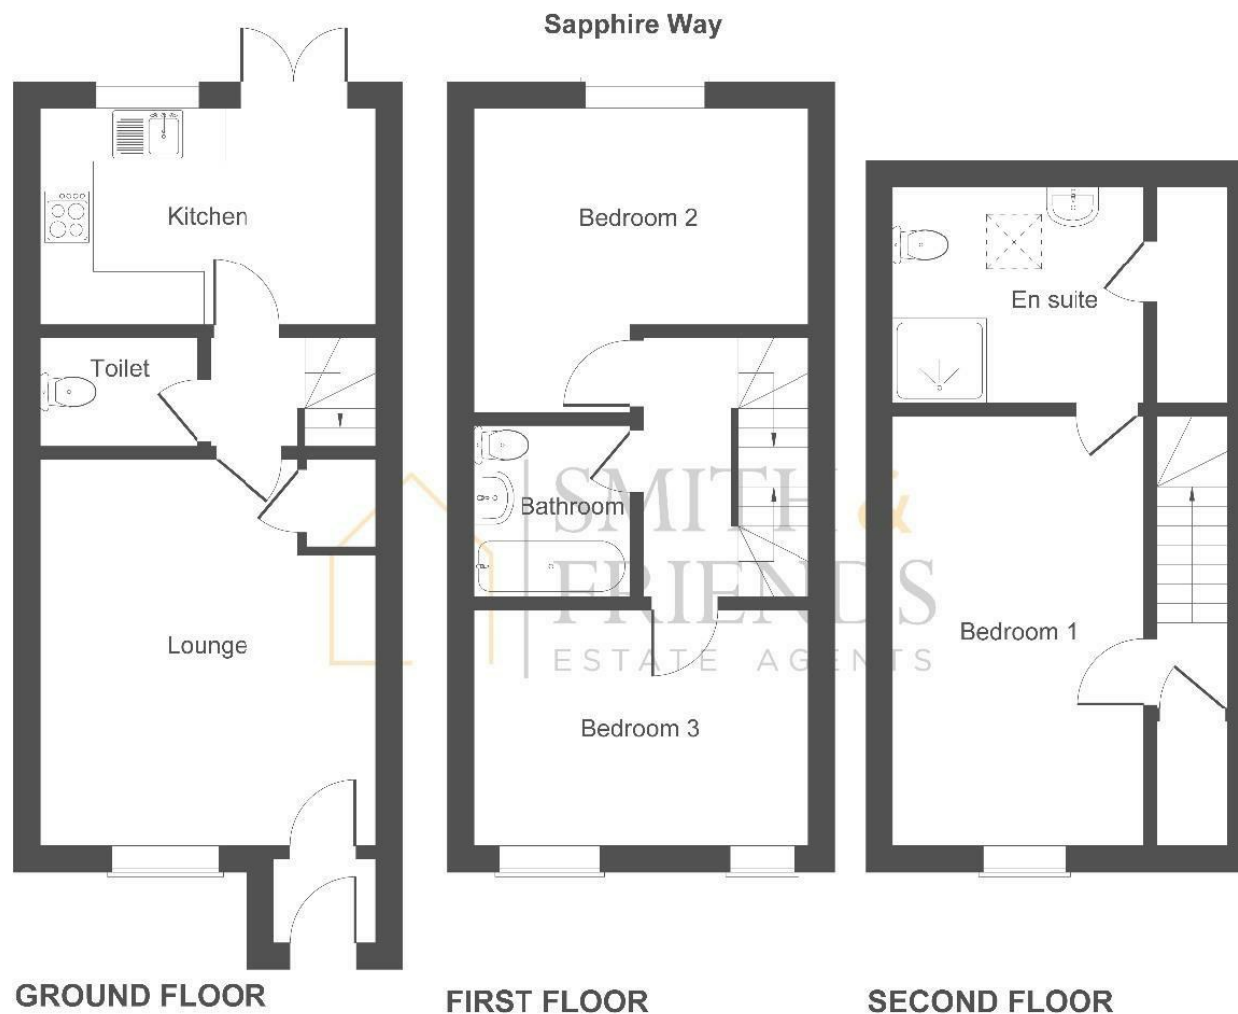 Sapphire Way
Kitchen
Toilet
Lounge
GROUND FLOOR
Bedroom 2
Bathroom
Bedroom 3
FIRST FLOOR
En suite
Bedroom 1
SECOND FLOOR
SMITH &
FRIENDS
ESTATE AGENTS